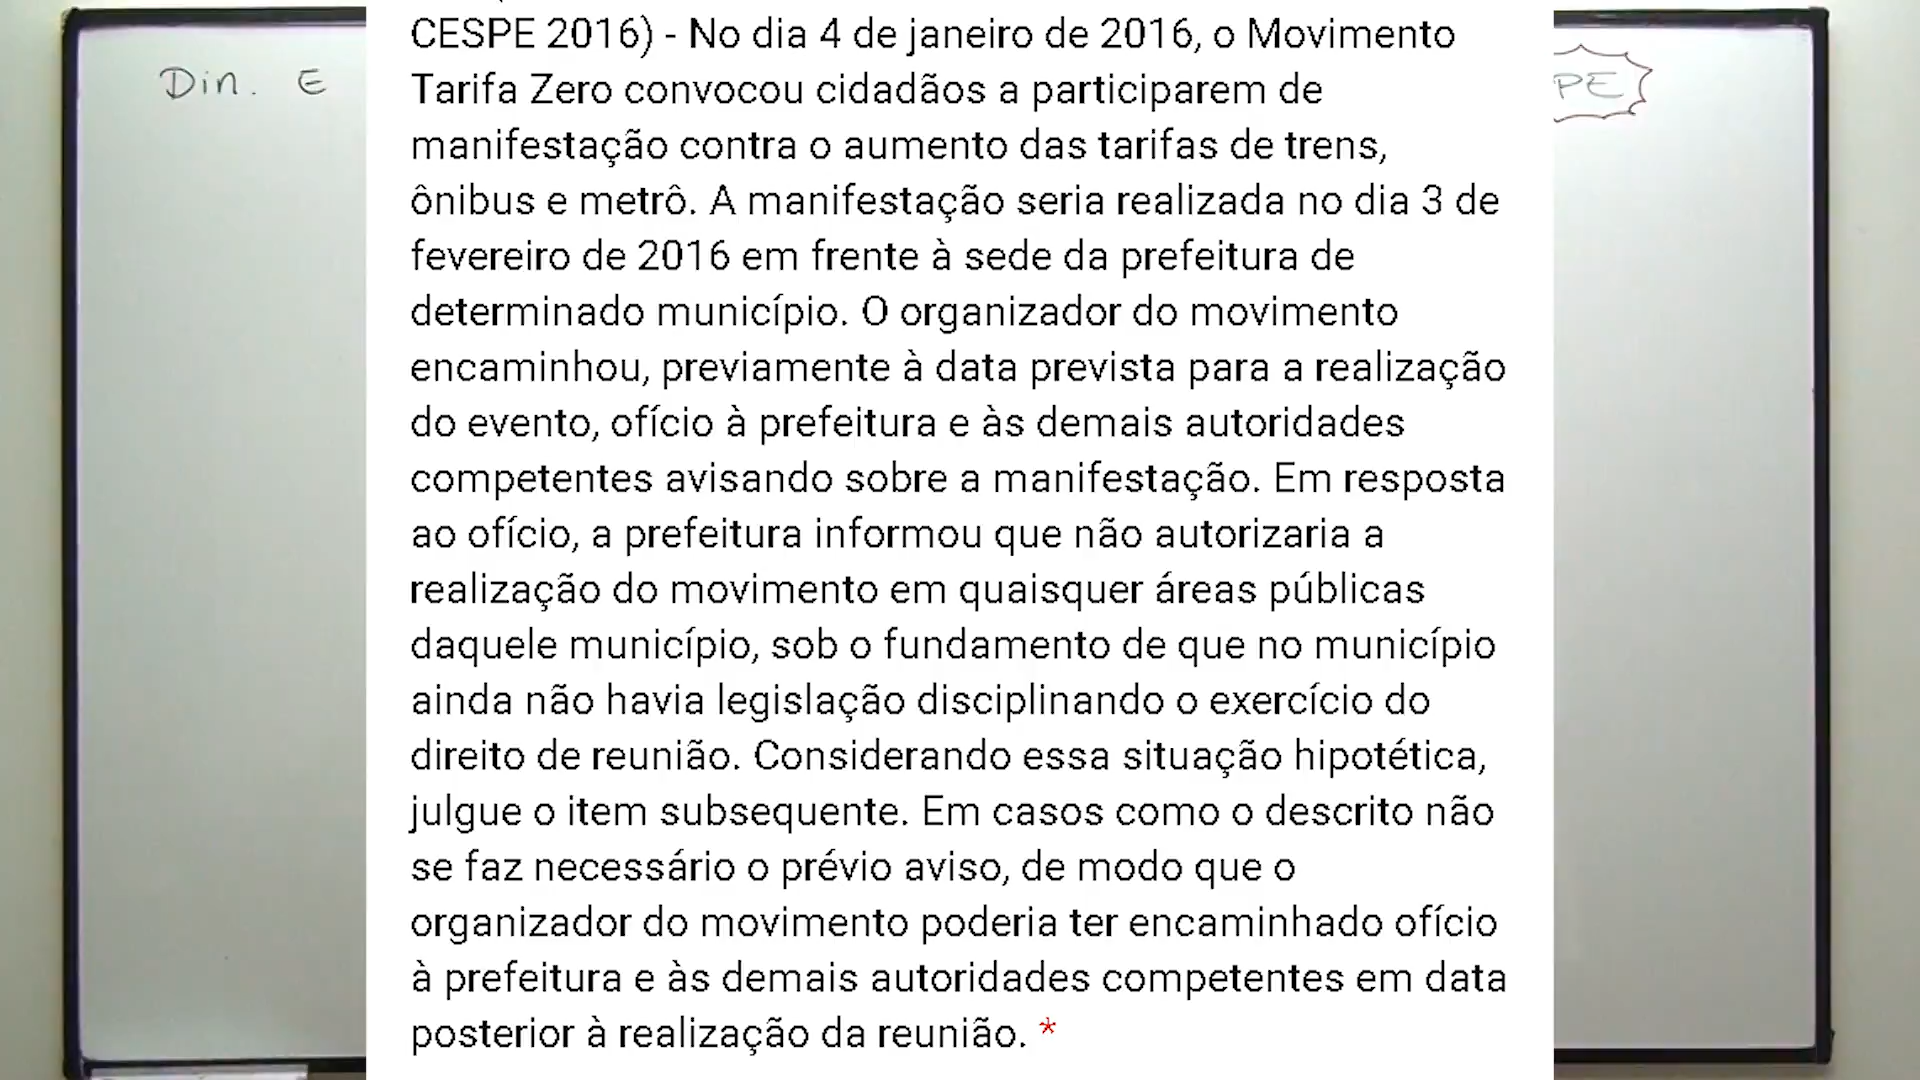 Din. E
PE
CESPE 2016) - No dia 4 de janeiro de 2016, o Movimento
Tarifa Zero convocou cidadãos a participarem de
manifestação contra o aumento das tarifas de trens,
ônibus e metrô. A manifestação seria realizada no dia 3 de
fevereiro de 2016 em frente à sede da prefeitura de
determinado município. O organizador do movimento
encaminhou, previamente à data prevista para a realização
do evento, ofício à prefeitura e às demais autoridades
competentes avisando sobre a manifestação. Em resposta
ao ofício, a prefeitura informou que não autorizaria a
realização do movimento em quaisquer áreas públicas
daquele município, sob o fundamento de que no município
ainda não havia legislação disciplinando o exercício do
direito de reunião. Considerando essa situação hipotética,
julgue o item subsequente. Em casos como o descrito não
se faz necessário o prévio aviso, de modo que o
organizador do movimento poderia ter encaminhado ofício
à prefeitura e às demais autoridades competentes em data
posterior à realização da reunião. *